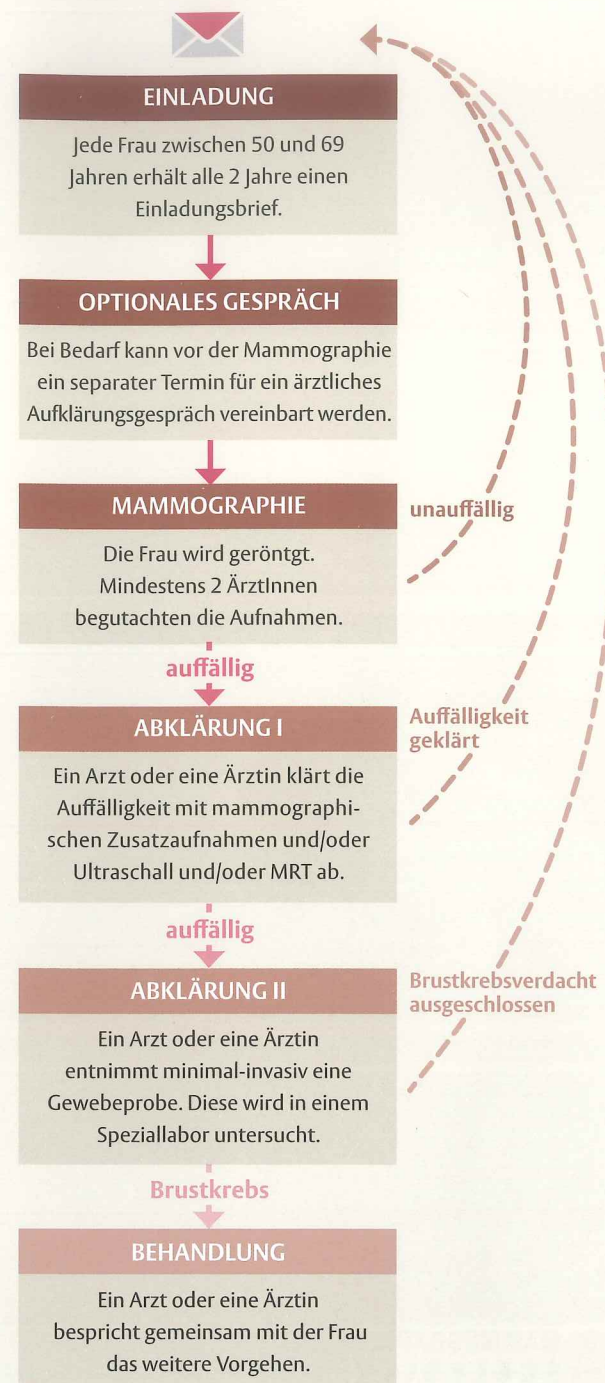 EINLADUNG
Jede Frau zwischen 50 und 69
Jahren erhält alle 2 Jahre einen
Einladungsbrief.
OPTIONALES GESPRÄCH
Bei Bedarf kann vor der Mammographie
ein separater Termin für ein ärztliches
Aufklärungsgespräch vereinbart werden.
MAMMOGRAPHIE
Die Frau wird geröntgt.
Mindestens 2 ÄrztInnen
begutachten die Aufnahmen.
unauffällig
auffällig
ABKLÄRUNG I
Ein Arzt oder eine Ärztin klärt die
Auffälligkeit mit mammographi-
schen Zusatzaufnahmen und/oder
Ultraschall und/oder MRT ab.
Auffälligkeit
geklärt
auffällig
ABKLÄRUNG II
Ein Arzt oder eine Ärztin
entnimmt minimal-invasiv eine
Gewebeprobe. Diese wird in einem
Speziallabor untersucht.
Brustkrebsverdacht
ausgeschlossen
Brustkrebs
BEHANDLUNG
Ein Arzt oder eine Ärztin
bespricht gemeinsam mit der Frau
das weitere Vorgehen.